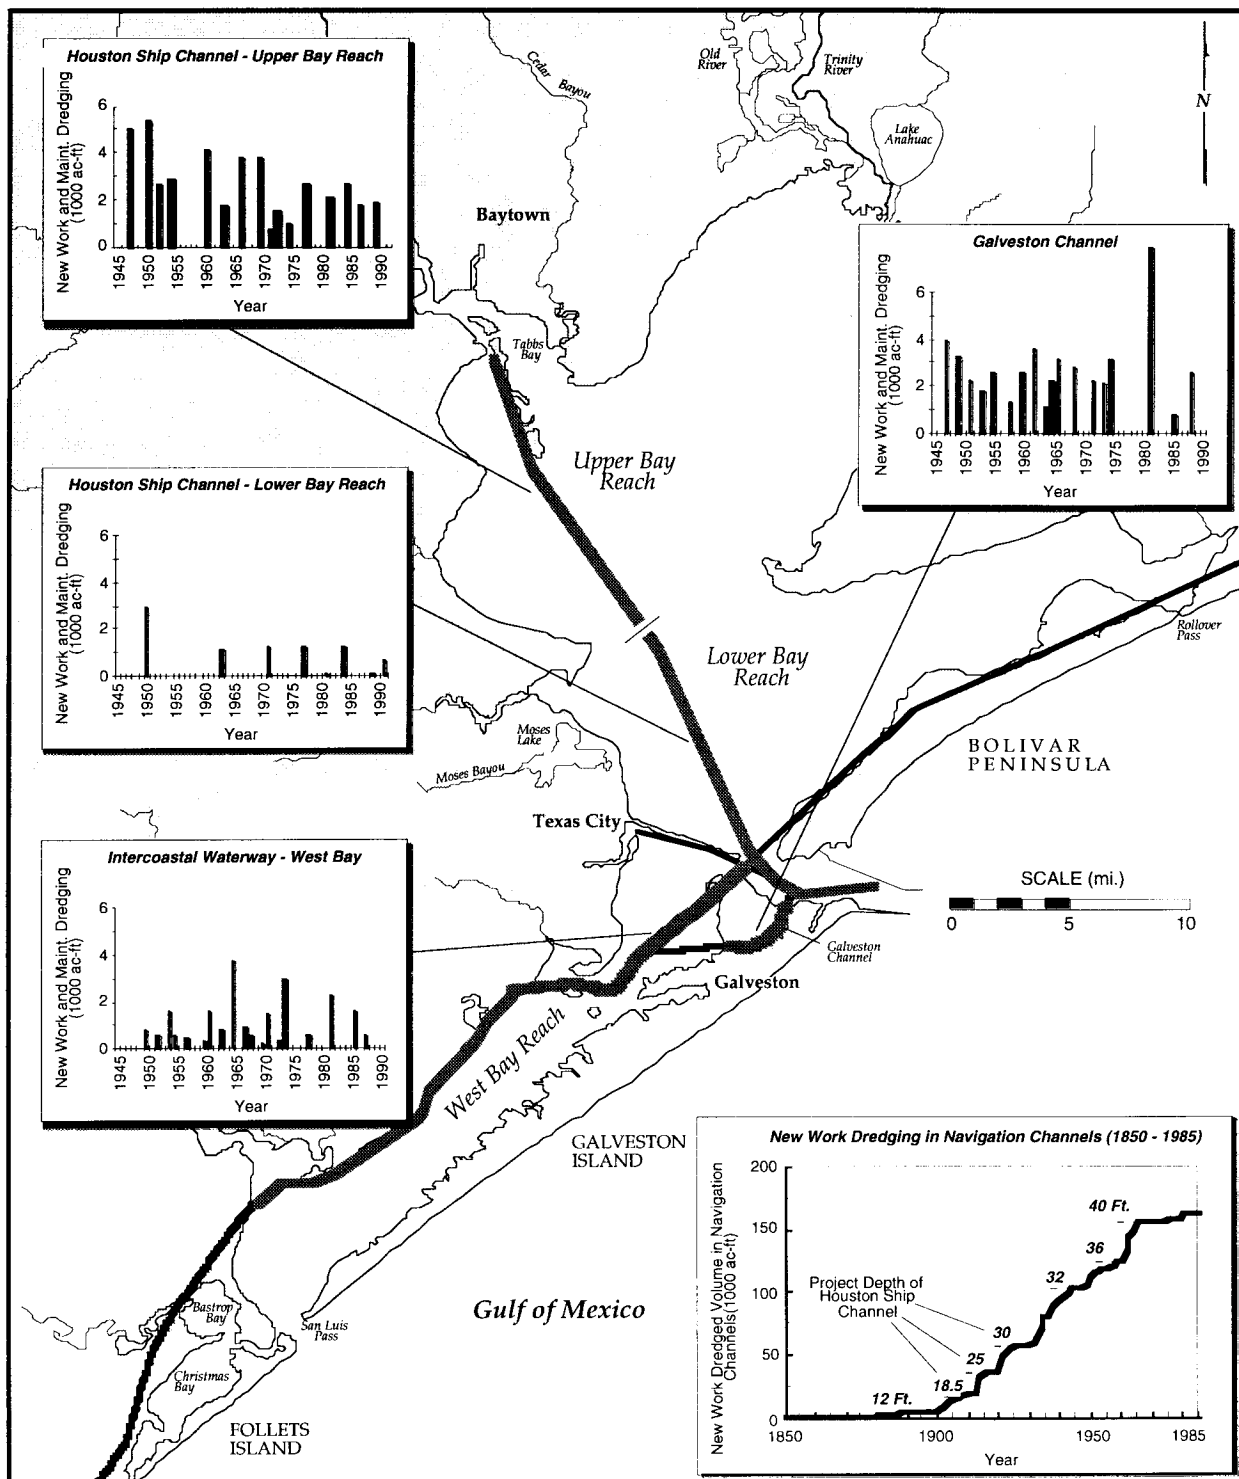 Houston Ship Channel - Upper Bay Reach
New Work and Maint. Dredging
(1000 ac-ft)
6
4
2
0
1945
1950
1955
1960
1965
1970
1975
1980
1985
1990
Year
Cedar Bayou
Old
River
Trinity
River
Lake
Anahuac
N
Baytown
Tabbs
Bay
Galveston Channel
New Work and Maint. Dredging
(1000 ac-ft)
6
4
2
0
1945
1950
1955
1960
1965
1970
1975
1980
1985
1990
Year
Upper Bay
Reach
Houston Ship Channel - Lower Bay Reach
New Work and Maint. Dredging
(1000 ac-ft)
6
4
2
0
1945
1950
1955
1960
1965
1970
1975
1980
1985
1990
Year
Rollover
Pass
Lower Bay
Reach
Moses
Lake
Moses Bayou
BOLIVAR
PENINSULA
Texas City
Intercoastal Waterway - West Bay
New Work and Maint. Dredging
(1000 ac-ft)
6
4
2
0
1945
1950
1955
1960
1965
1970
1975
1980
1985
1990
Year
SCALE (mi.)
0
5
10
Galveston
Channel
Galveston
West Bay Reach
GALVESTON
ISLAND
New Work Dredging in Navigation Channels (1850 - 1985)
New Work Dredged Volume in Navigation
Channels(1000 ac-ft)
200
150
100
50
0
40 Ft.
36
32
Project Depth of
Houston Ship
Channel
30
25
18.5
12 Ft.
1850
1900
1950
1985
Year
Gulf of Mexico
Bastrop
Bay
San Luis
Pass
Christmas
Bay
FOLLETS
ISLAND